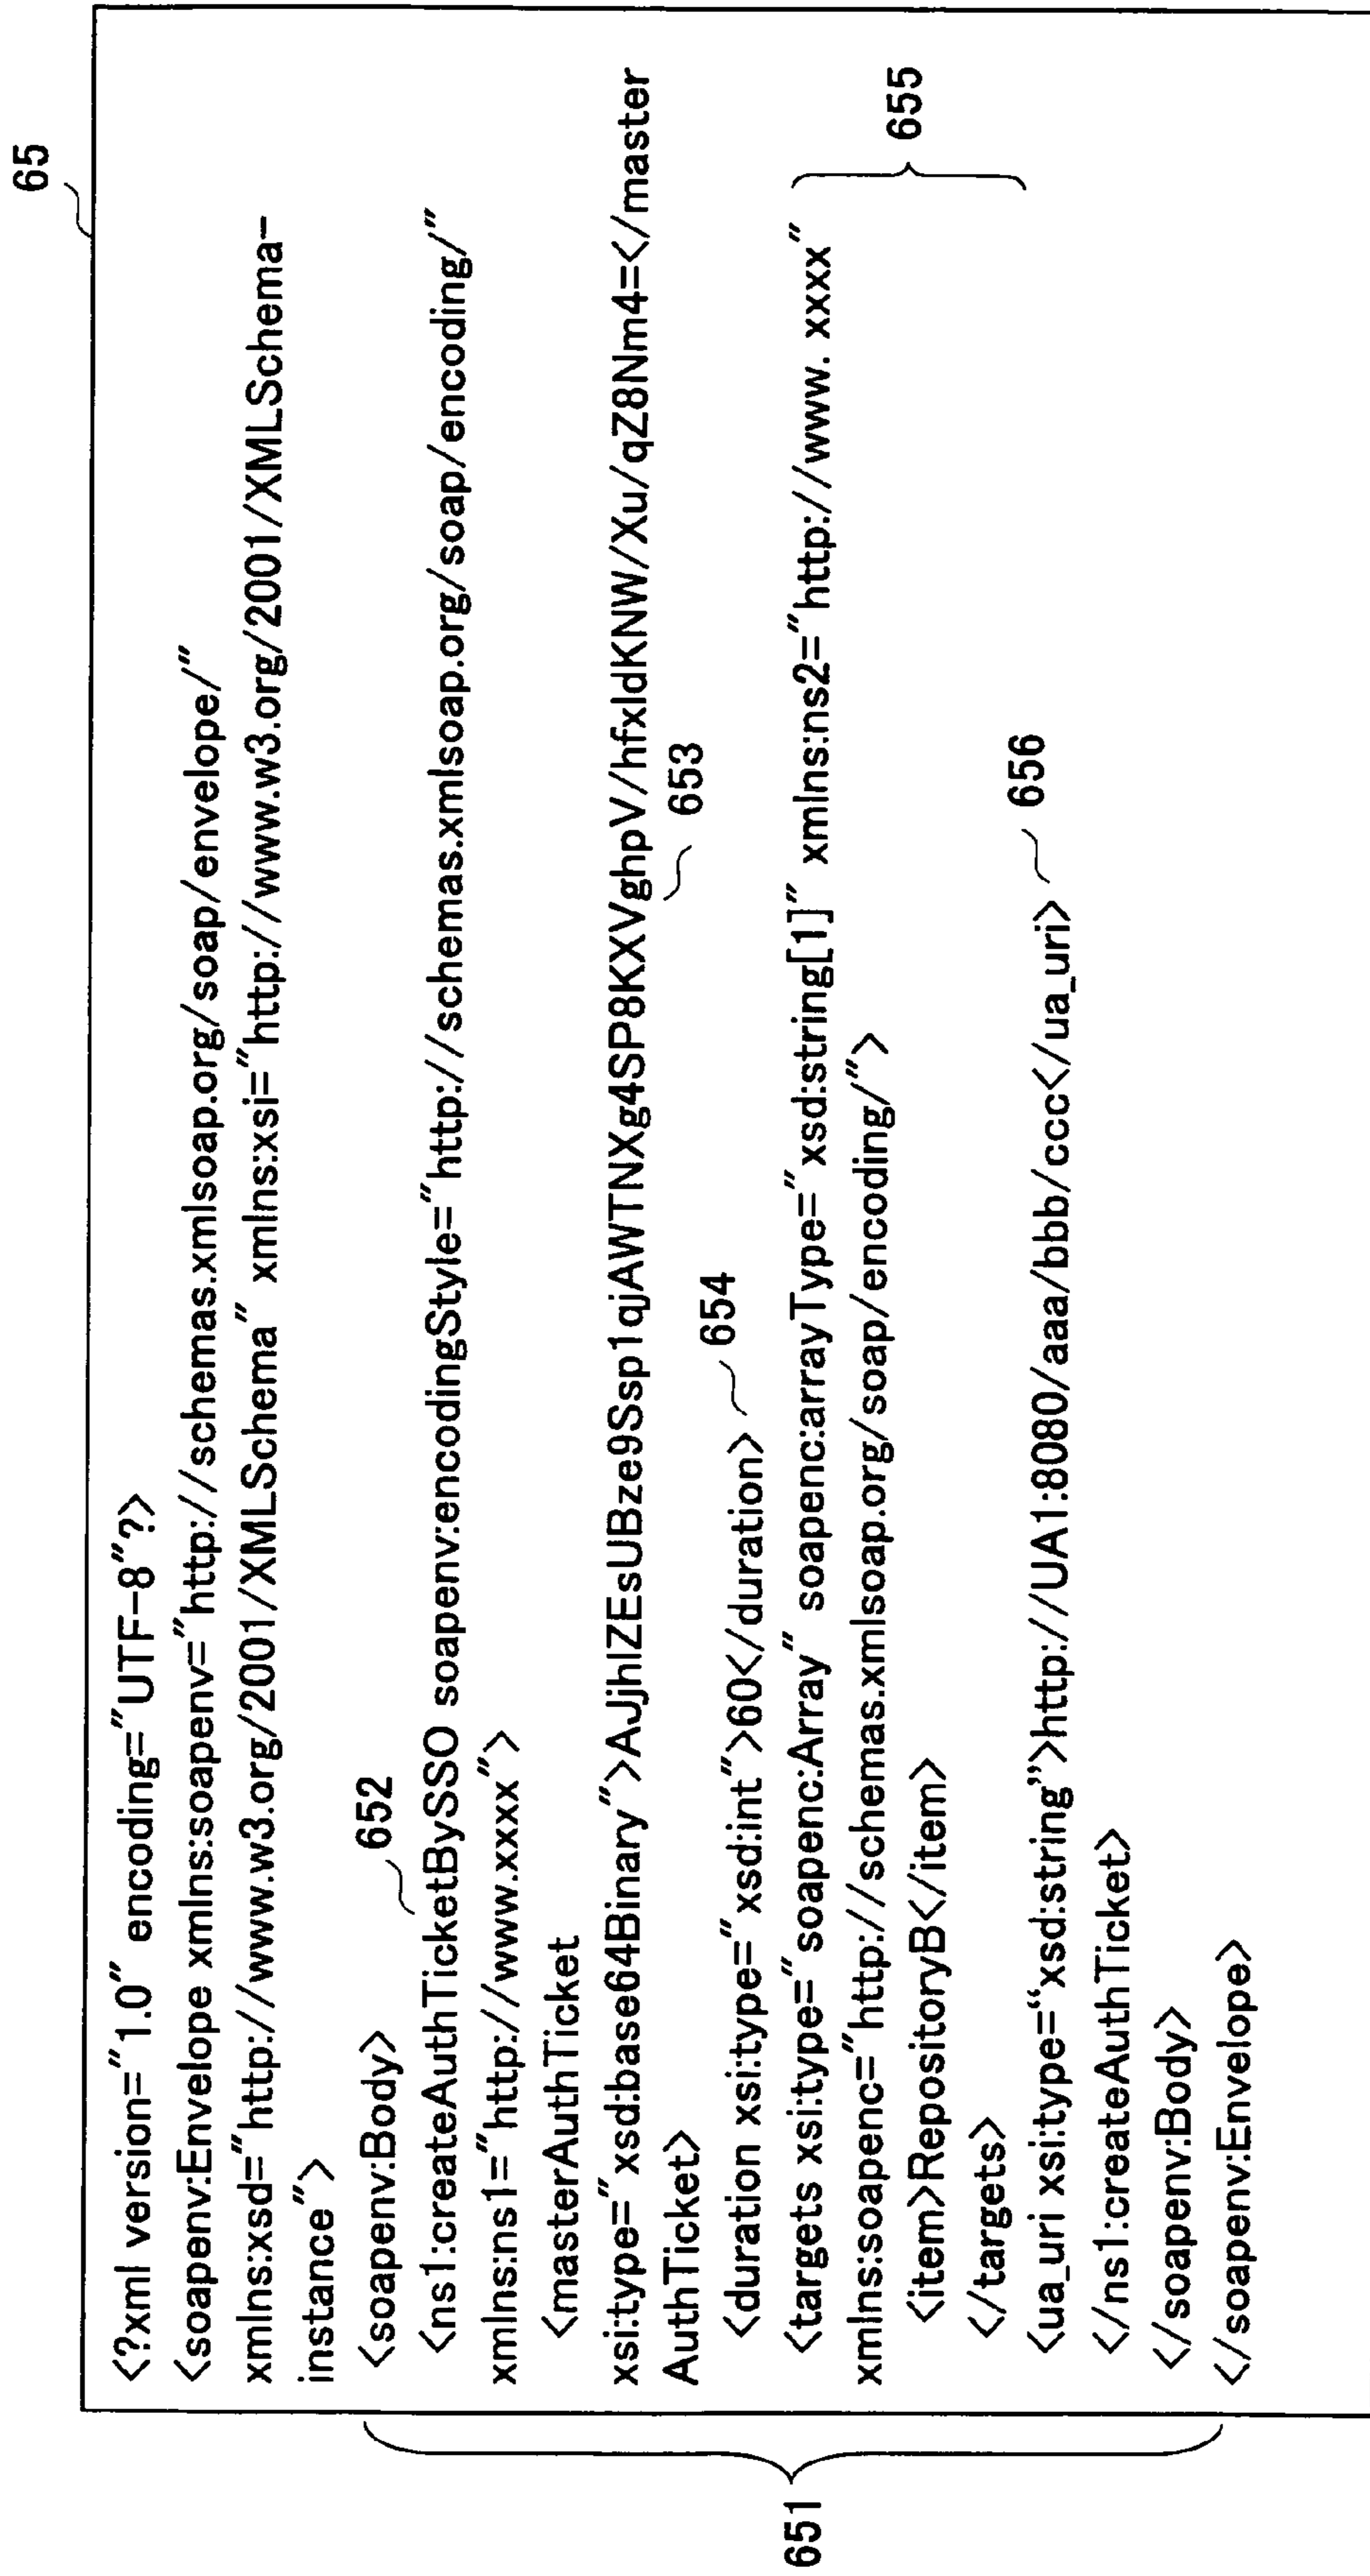 65
<?xml version="1.0" encoding="UTF-8"?>
<soapenv:Envelope xmlns:soapenv="http://schemas.xmlsoap.org/soap/envelope/"
xmlns:xsd="http://www.w3.org/2001/XMLSchema" xmlns:xsi="http://www.w3.org/2001/XMLSchema-
instance">
<soapenv:Body>
652
<ns1:createAuthTicketBySSO soapenv:encodingStyle="http://schemas.xmlsoap.org/soap/encoding/"
xmlns:ns1="http://www.xxxx">
<masterAuthTicket
xsi:type="xsd:base64Binary">AJjhlZEsUBze9Ssp1qjAWTNXg4SP8KXVghpV/hfxIdKNW/Xu/qZ8Nm4=</master
AuthTicket>
653
<duration xsi:type="xsd:int">60</duration>
654
<targets xsi:type="soapenc:Array" soapenc:arrayType="xsd:string[1]" xmlns:ns2="http://www. xxxx"
xmlns:soapenc="http://schemas.xmlsoap.org/soap/encoding/">
<item>RepositoryB</item>
</targets>
655
<ua_uri xsi:type=“xsd:string”>http://UA1:8080/aaa/bbb/ccc</ua_uri>
656
</ns1:createAuthTicket>
</soapenv:Body>
</soapenv:Envelope>
651